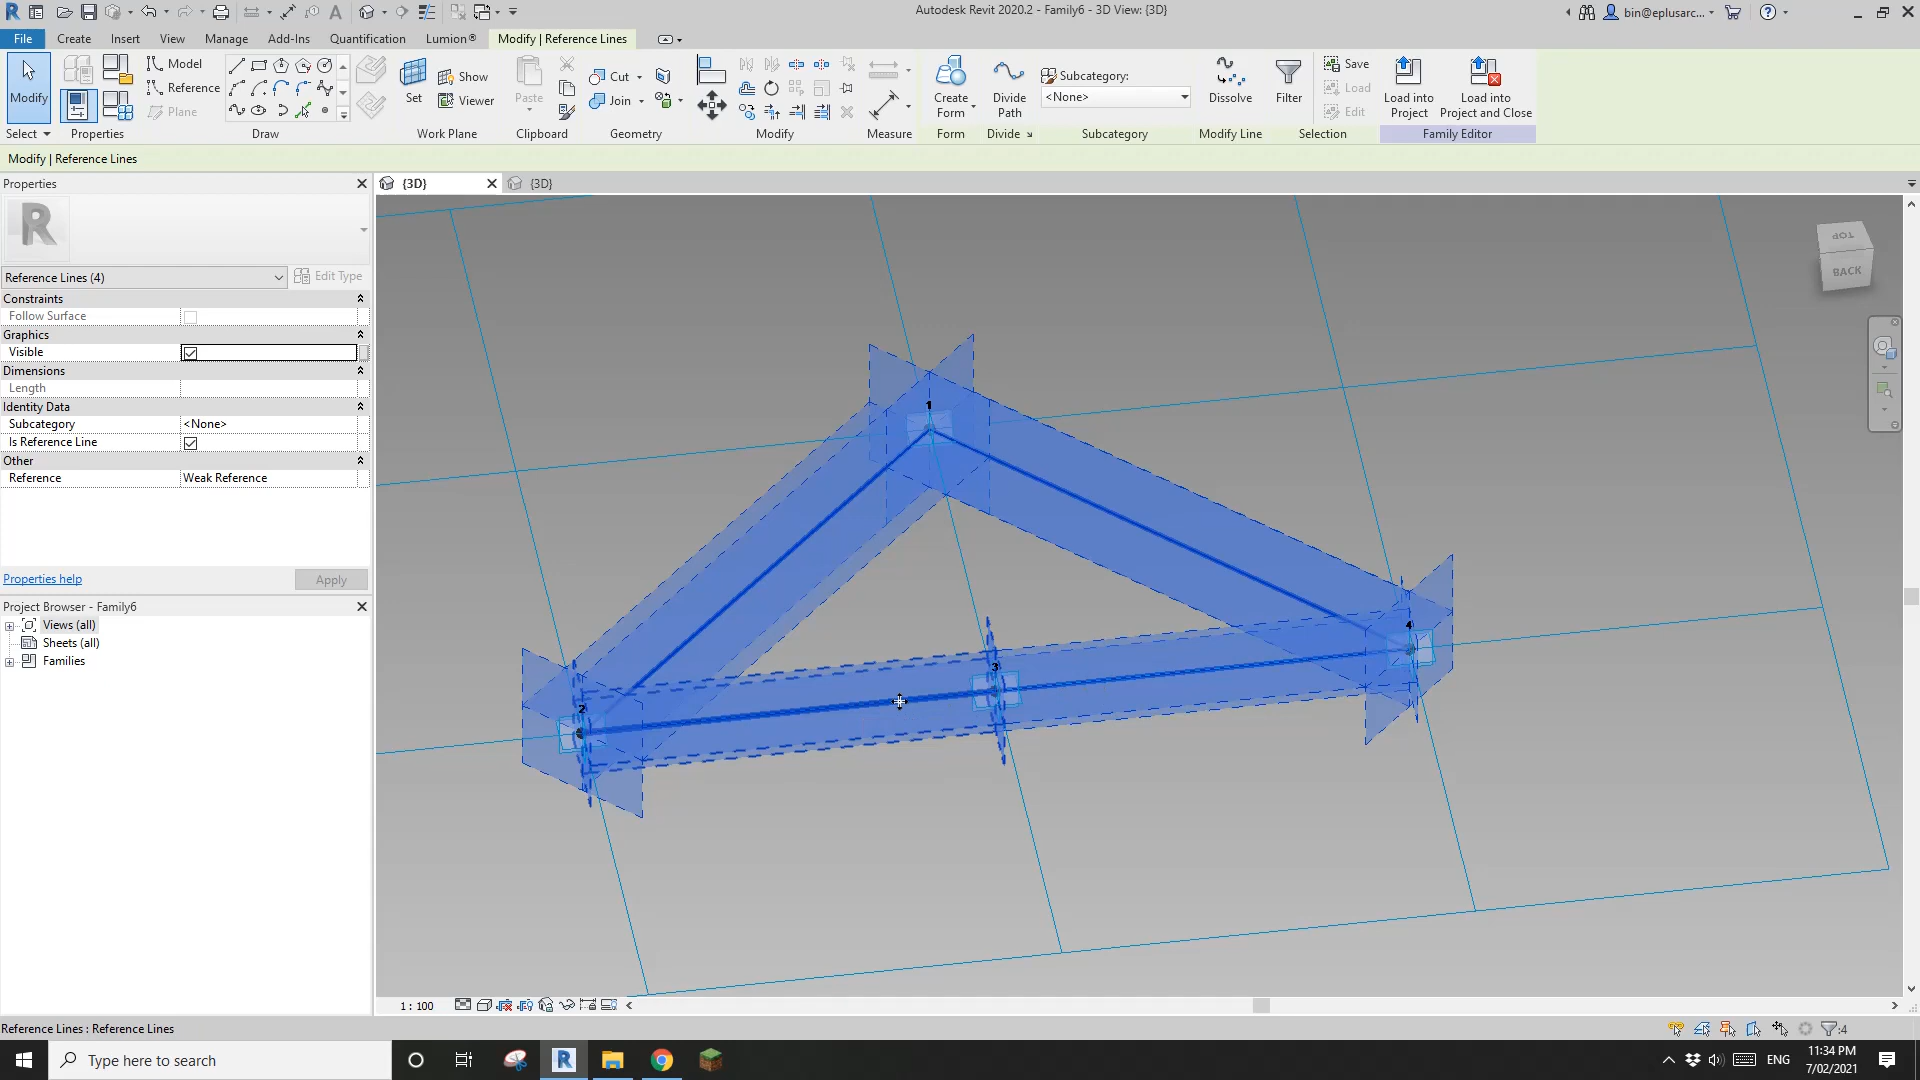 Autodesk Revit 2020.2 - Family6 - 3D View: {3D}
bin@eplusarc...
File
Create
Insert
View
Manage
Add-Ins
Quantification
Lumion®
Modify | Reference Lines
Modify
Select
Properties
Model
Reference
Plane
Draw
Set
Show
Viewer
Work Plane
Paste
Clipboard
Cut
Join
Geometry
Modify
Measure
Create
Form
Form
Divide
Path
Divide
Subcategory:
<None>
Subcategory
Dissolve
Modify Line
Filter
Save
Load
Edit
Selection
Load into
Project
Load into
Project and Close
Family Editor
Modify | Reference Lines
Properties
R
Reference Lines (4)
Edit Type
Constraints
Follow Surface
Graphics
Visible
Dimensions
Length
Identity Data
Subcategory
<None>
Is Reference Line
Other
Reference
Weak Reference
Properties help
Apply
Project Browser - Family6
Views (all)
Sheets (all)
Families
{3D}
{3D}
TOP
BACK
1
2
3
4
1 : 100
Reference Lines : Reference Lines
:4
Type here to search
ENG
11:34 PM
7/02/2021